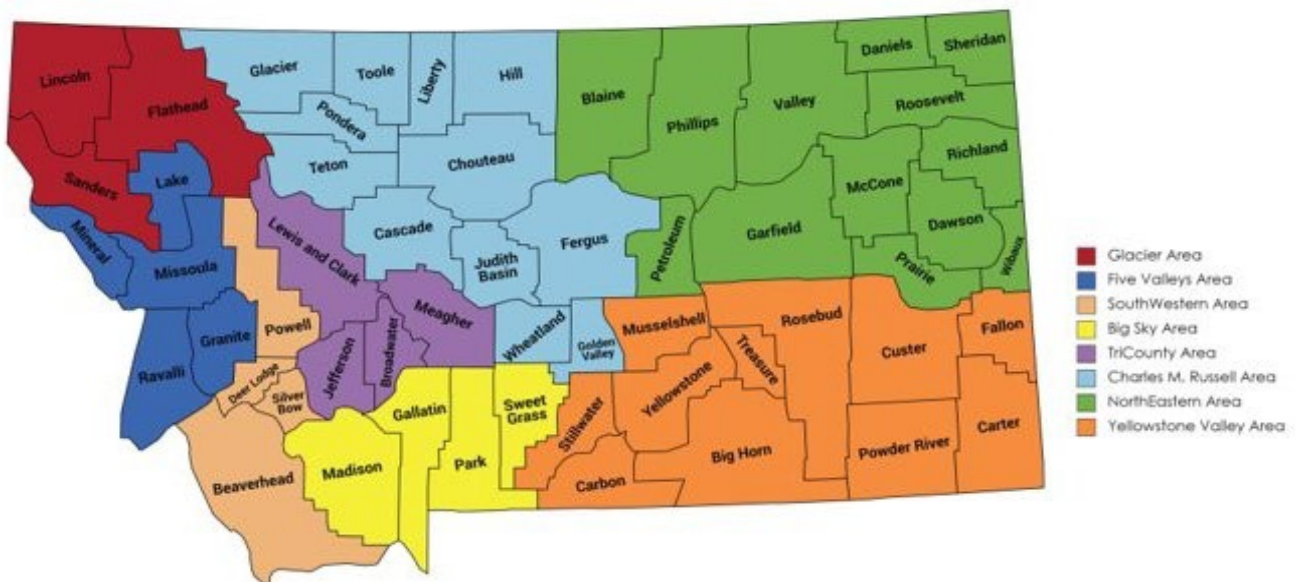 Lincoln
Flathead
Sanders
Lake
Mineral
Missoula
Granite
Ravalli
Glacier
Toole
Liberty
Hill
Pondera
Teton
Chouteau
Cascade
Judith
Basin
Fergus
Wheatland
Golden
Valley
Lewis and Clark
Meagher
Jefferson
Broadwater
Powell
Deer Lodge
Silver
Bow
Beaverhead
Madison
Gallatin
Park
Sweet
Grass
Blaine
Phillips
Valley
Daniels
Sheridan
Roosevelt
Richland
McCone
Dawson
Garfield
Petroleum
Prairie
Wibaux
Musselshell
Rosebud
Treasure
Yellowstone
Stillwater
Carbon
Big Horn
Custer
Fallon
Powder River
Carter
Glacier Area
Five Valleys Area
SouthWestern Area
Big Sky Area
TriCounty Area
Charles M. Russell Area
NorthEastern Area
Yellowstone Valley Area